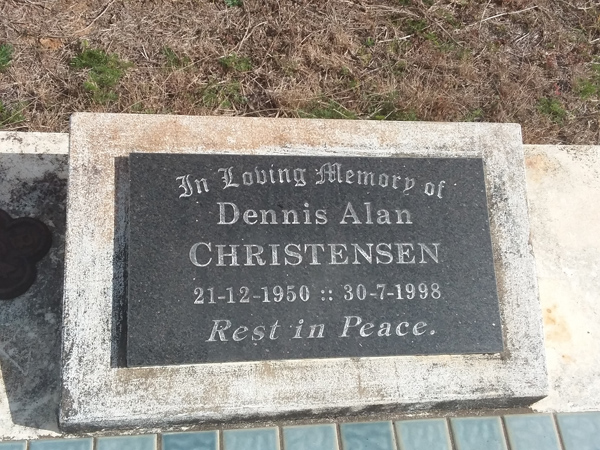 In Loving Memory of
Dennis Alan
CHRISTENSEN
21-12-1950 :: 30-7-1998
Rest in Peace.